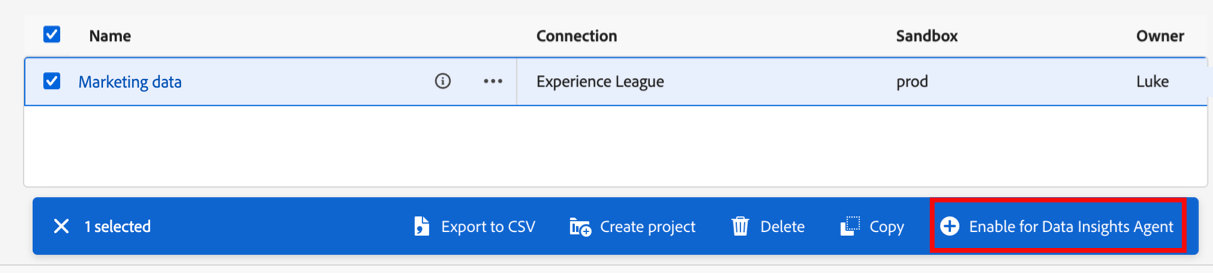 Name Connection Sandbox Owner
Marketing data Experience League prod Luke
1 selected Export to CSV Create project Delete Copy Enable for Data Insights Agent